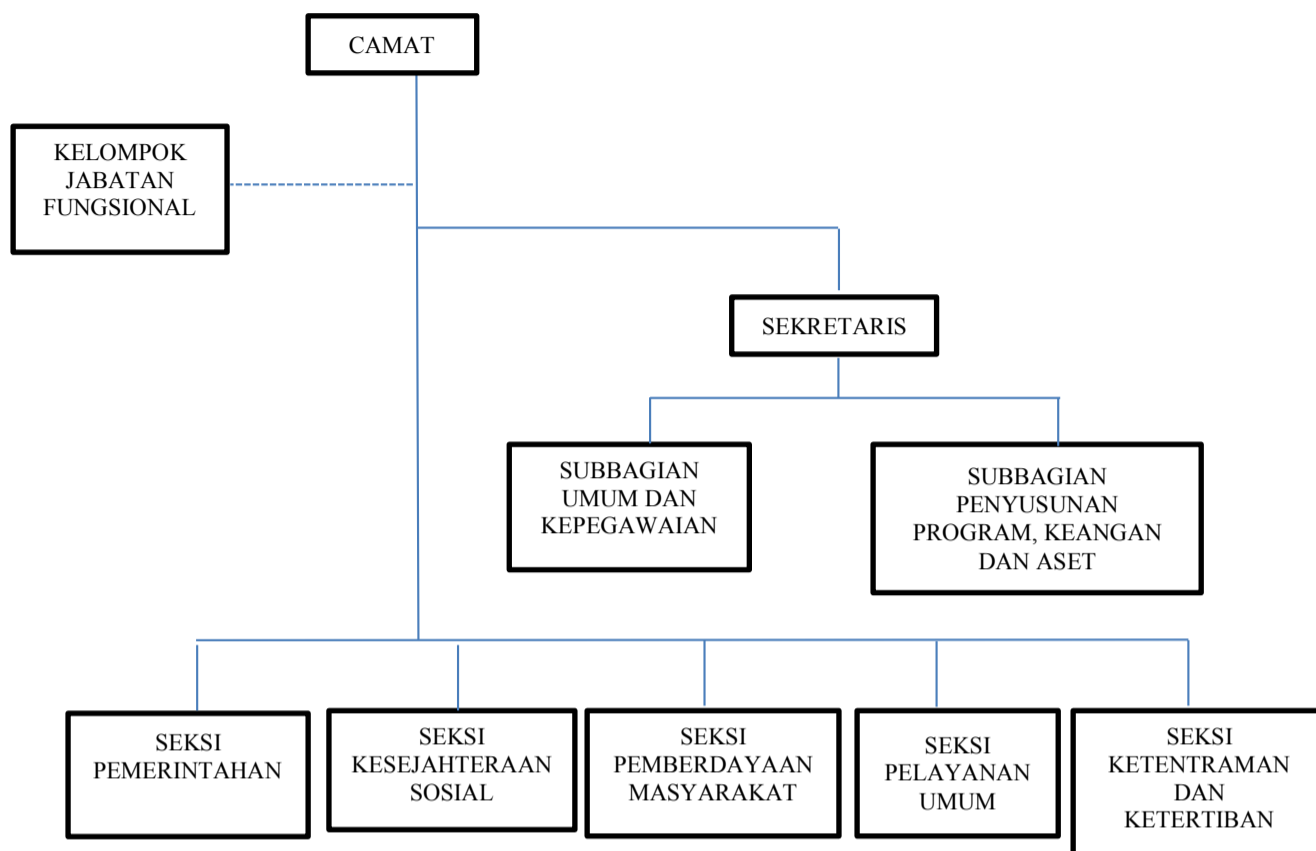 CAMAT
KELOMPOK
JABATAN
FUNGSIONAL
SEKRETARIS
SUBBAGIAN
UMUM DAN
KEPEGAWAIAN
SUBBAGIAN
PENYUSUNAN
PROGRAM, KEANGAN
DAN ASET
SEKSI
PEMERINTAHAN
SEKSI
KESEJAHTERAAN
SOSIAL
SEKSI
PEMBERDAYAAN
MASYARAKAT
SEKSI
PELAYANAN
UMUM
SEKSI
KETENTRAMAN
DAN
KETERTIBAN